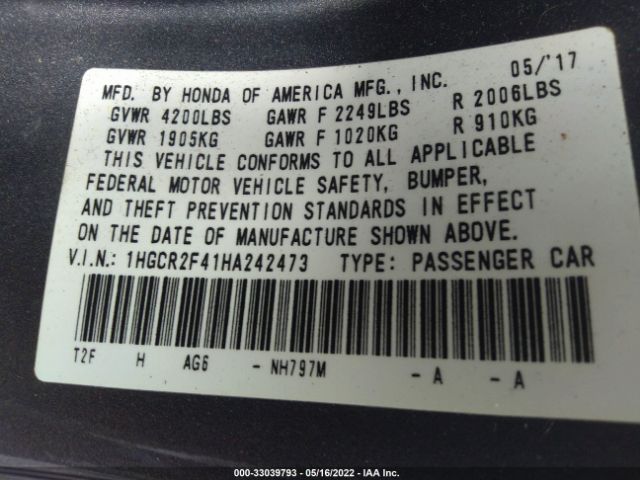 MFD. BY HONDA OF AMERICA MFG., INC. 05/'17
GVWR 4200LBS GAWR F 2249LBS R 2006LBS
GVWR 1905KG GAWR F 1020KG R 910KG
THIS VEHICLE CONFORMS TO ALL APPLICABLE
FEDERAL MOTOR VEHICLE SAFETY, BUMPER,
AND THEFT PREVENTION STANDARDS IN EFFECT
ON THE DATE OF MANUFACTURE SHOWN ABOVE.
V.I.N.: 1HGCR2F41HA242473 TYPE: PASSENGER CAR
T2F H AG6 - NH797M - A - A
000-33039793 - 05/16/2022 - IAA Inc.